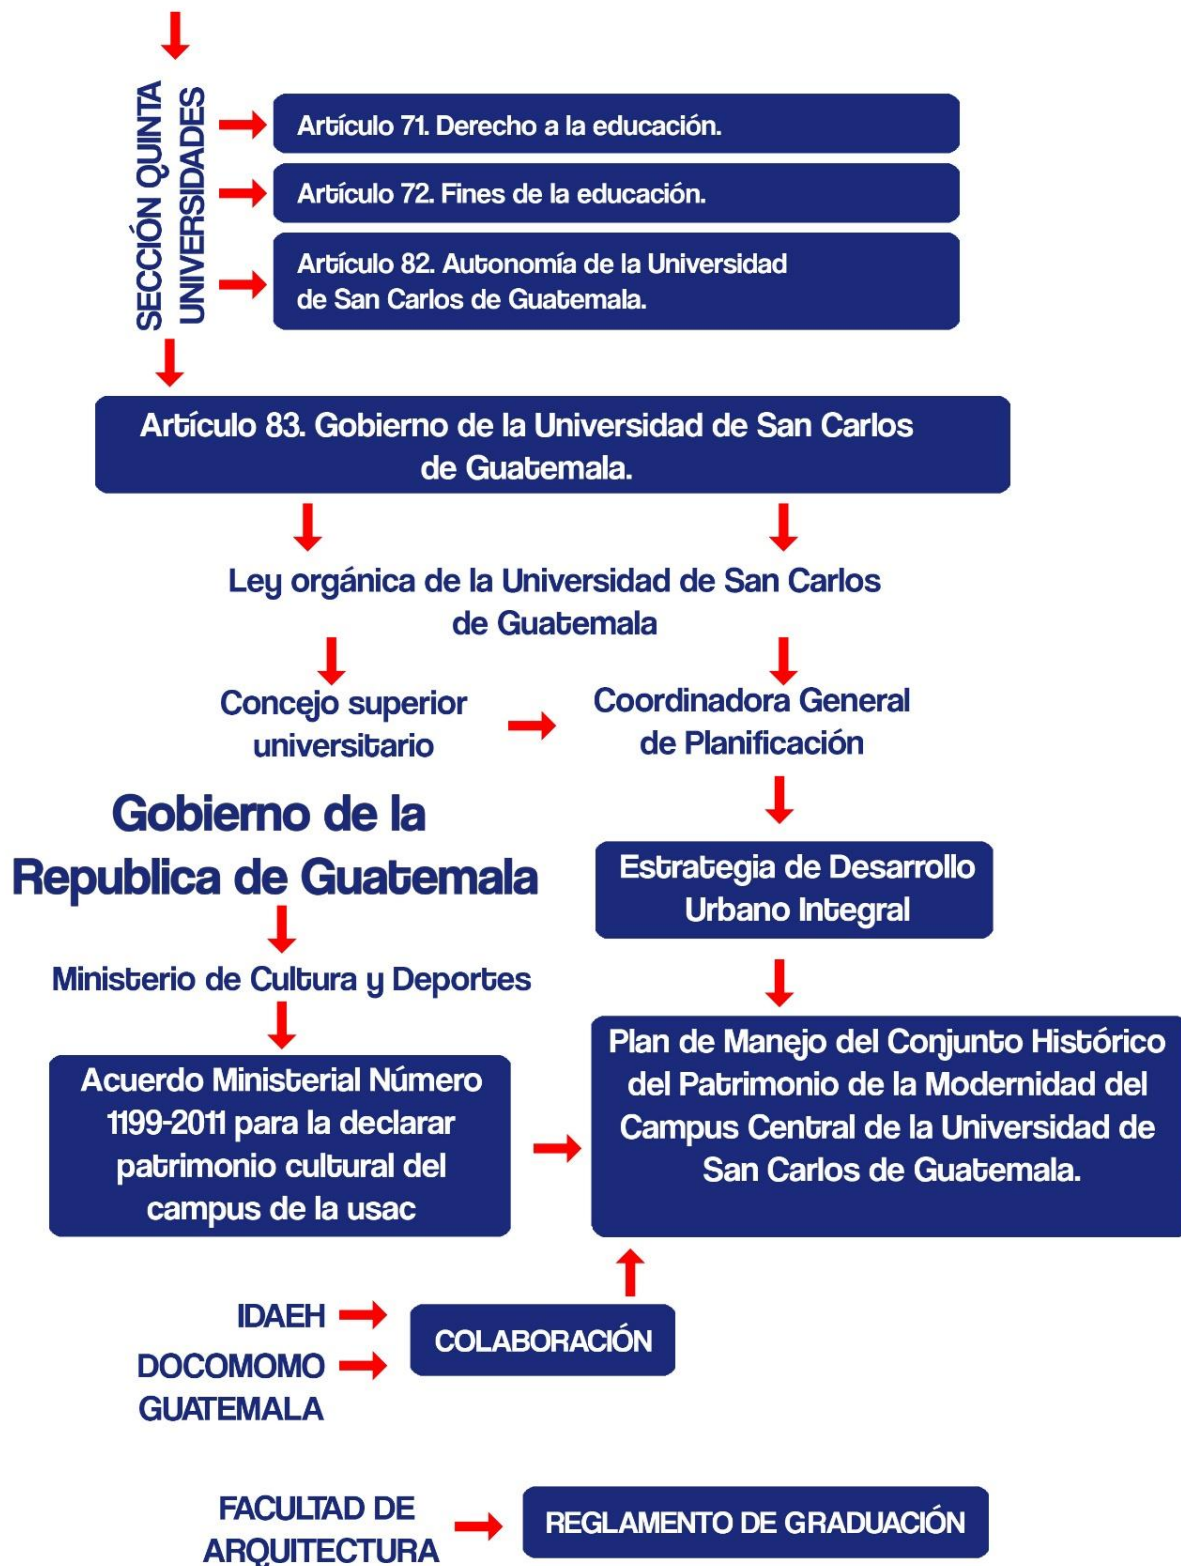 SECCIÓN QUINTA
UNIVERSIDADES
Artículo 71. Derecho a la educación.
Artículo 72. Fines de la educación.
Artículo 82. Autonomía de la Universidad
de San Carlos de Guatemala.
Artículo 83. Gobierno de la Universidad de San Carlos
de Guatemala.
Ley orgánica de la Universidad de San Carlos
de Guatemala
Concejo superior
universitario
Coordinadora General
de Planificación
Gobierno de la
Republica de Guatemala
Estrategia de Desarrollo
Urbano Integral
Ministerio de Cultura y Deportes
Acuerdo Ministerial Número
1199-2011 para la declarar
patrimonio cultural del
campus de la usac
Plan de Manejo del Conjunto Histórico
del Patrimonio de la Modernidad del
Campus Central de la Universidad de
San Carlos de Guatemala.
IDAEH
DOCOMOMO
GUATEMALA
COLABORACIÓN
FACULTAD DE
ARQUITECTURA
REGLAMENTO DE GRADUACIÓN